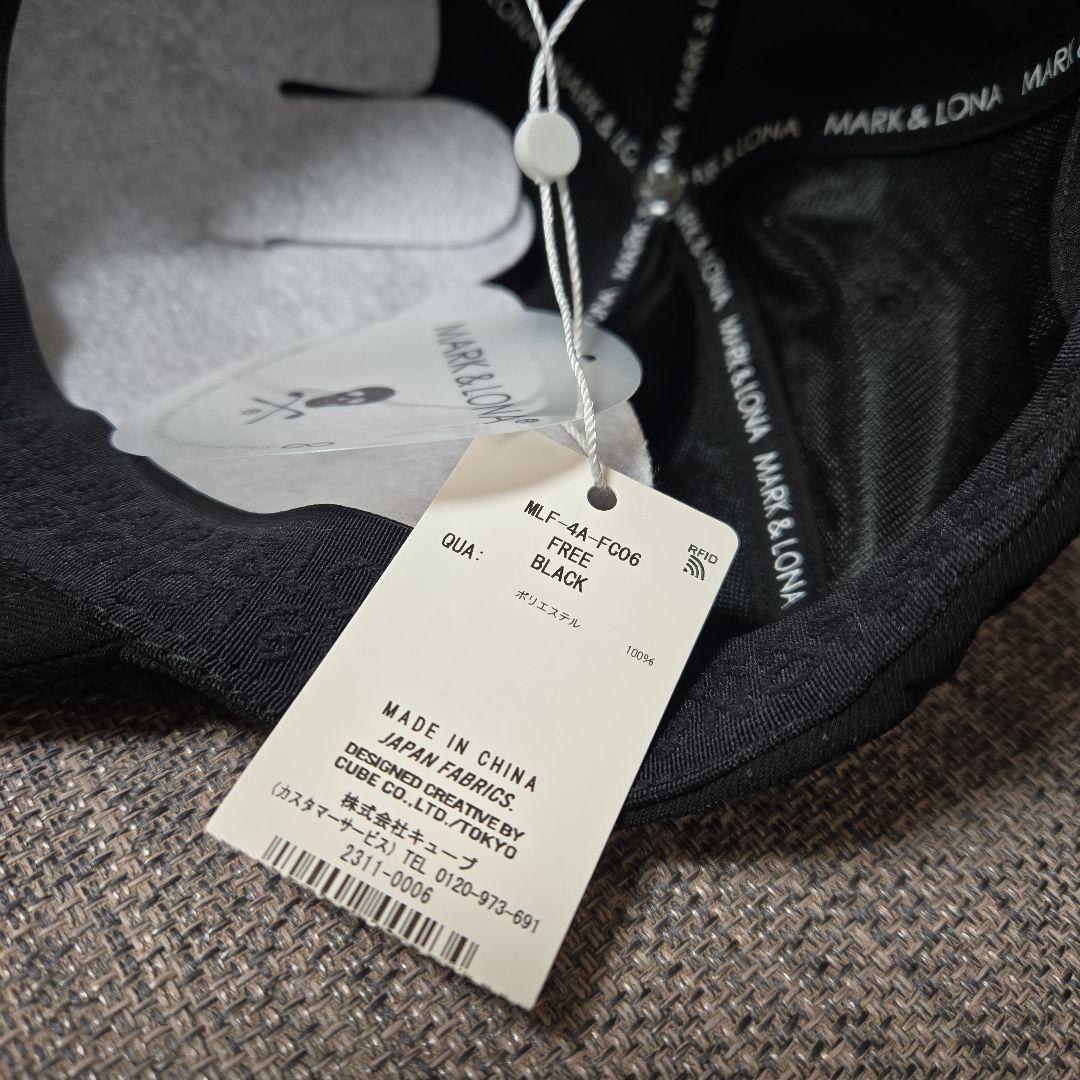 MARK & LONA
MARK & LONA
MARK & LONA
MARK
MARK & LONA
MARK & LONA
MARK & LONA®
MLF-4A-FC06
FREE
BLACK
RFID
QUA:
ポリエステル
100%
MADE IN CHINA
JAPAN FABRICS.
DESIGNED CREATIVE BY
CUBE CO.,LTD./TOKYO
株式会社キューブ
(カスタマーサービス) TEL 0120-973-691
2311-0006